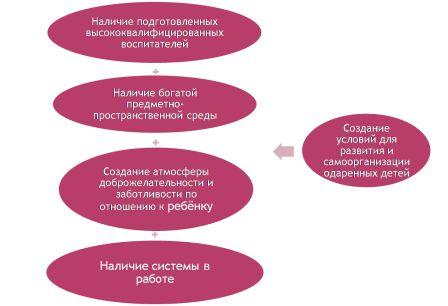 Наличие подготовленных
высококвалифицированных
воспитателей
+
Наличие богатой
предметно-
пространственной среды
+
Создание атмосферы
доброжелательности и
заботливости по
отношению к ребёнку
+
Наличие системы в
работе
Создание
условий для
развития и
самоорганизации
одаренных детей